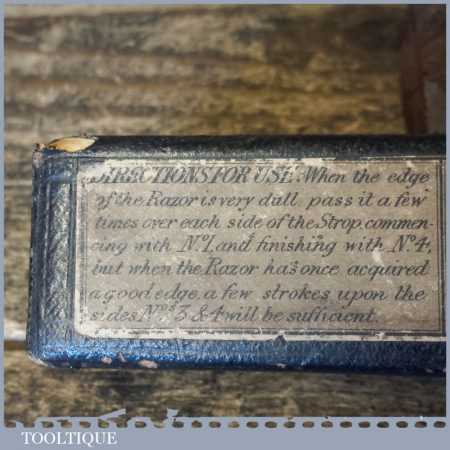 DIRECTIONS FOR USE. When the edge
of the Razor is very dull pass it a few
times over each side of the Strop, commen-
cing with No. 1, and finishing with No. 4;
but when the Razor has once acquired
a good edge, a few strokes upon the
sides Nos. 3 & 4 will be sufficient.
TOOLTIQUE